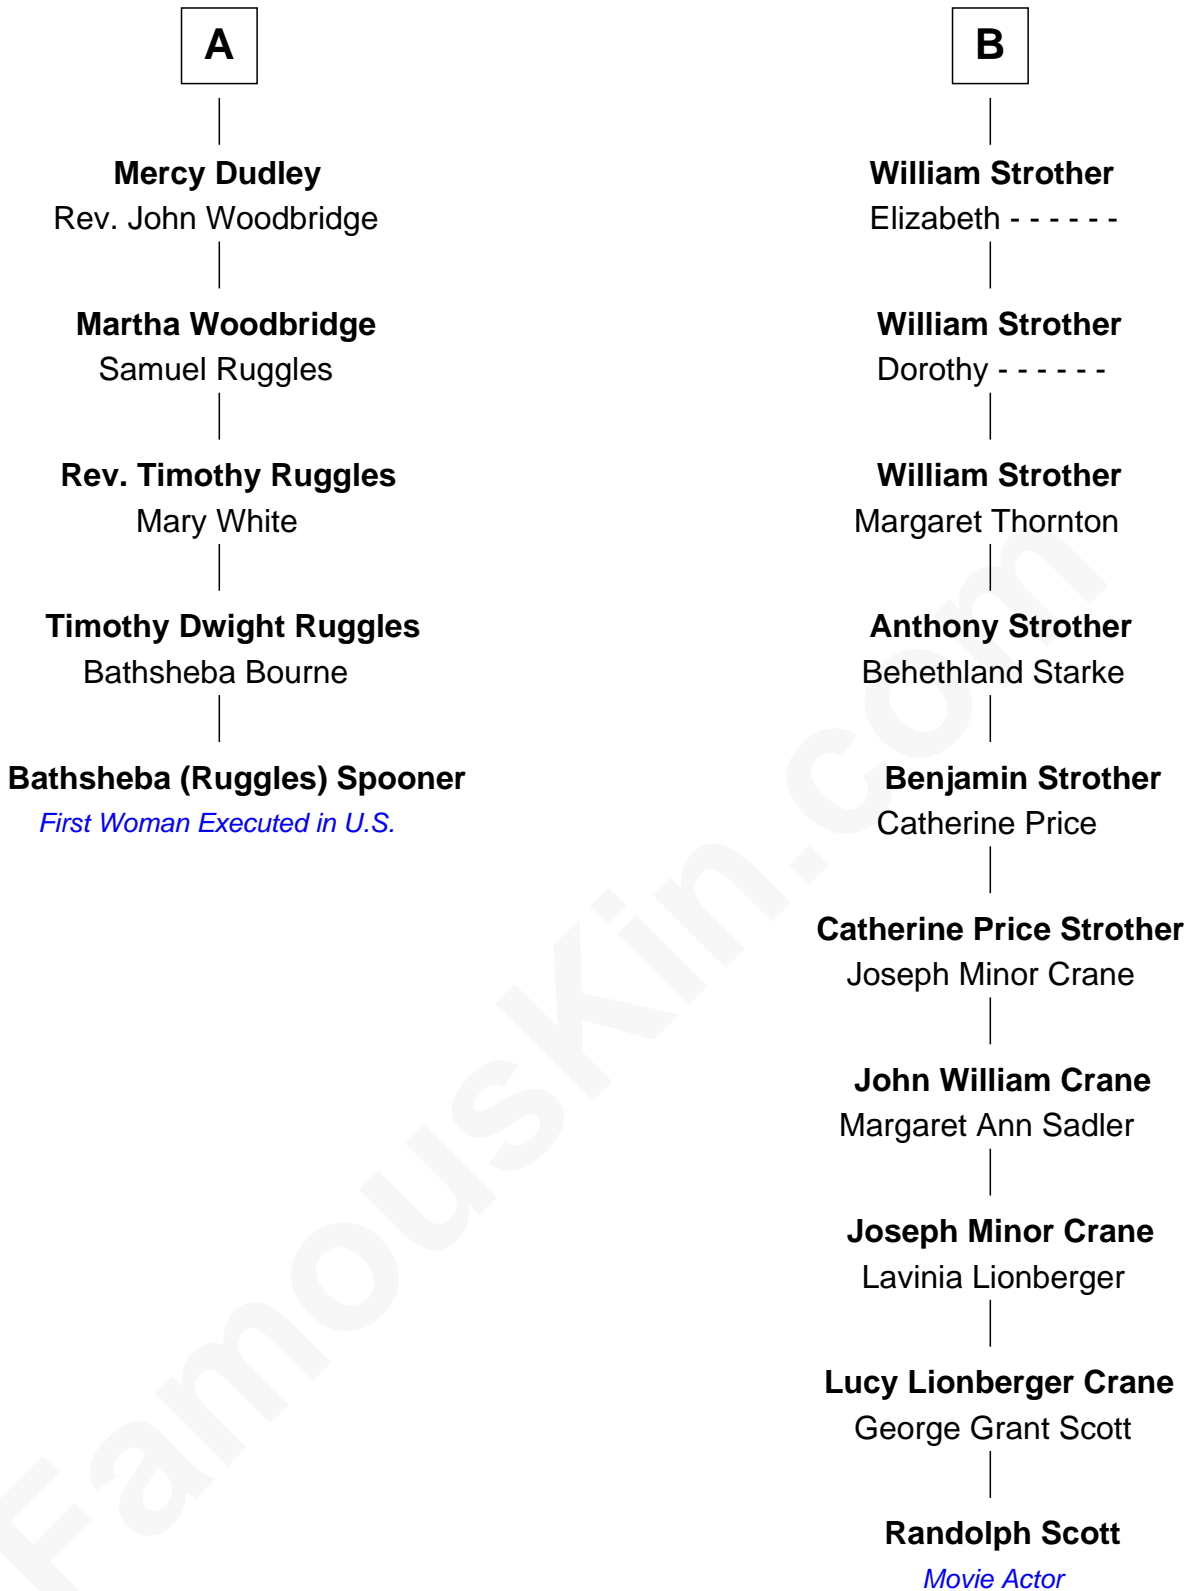 A
Mercy Dudley
Rev. John Woodbridge
Martha Woodbridge
Samuel Ruggles
Rev. Timothy Ruggles
Mary White
Timothy Dwight Ruggles
Bathsheba Bourne
Bathsheba (Ruggles) Spooner
First Woman Executed in U.S.
B
William Strother
Elizabeth - - - - - -
William Strother
Dorothy - - - - - -
William Strother
Margaret Thornton
Anthony Strother
Behethland Starke
Benjamin Strother
Catherine Price
Catherine Price Strother
Joseph Minor Crane
John William Crane
Margaret Ann Sadler
Joseph Minor Crane
Lavinia Lionberger
Lucy Lionberger Crane
George Grant Scott
Randolph Scott
Movie Actor
FamousKin.com